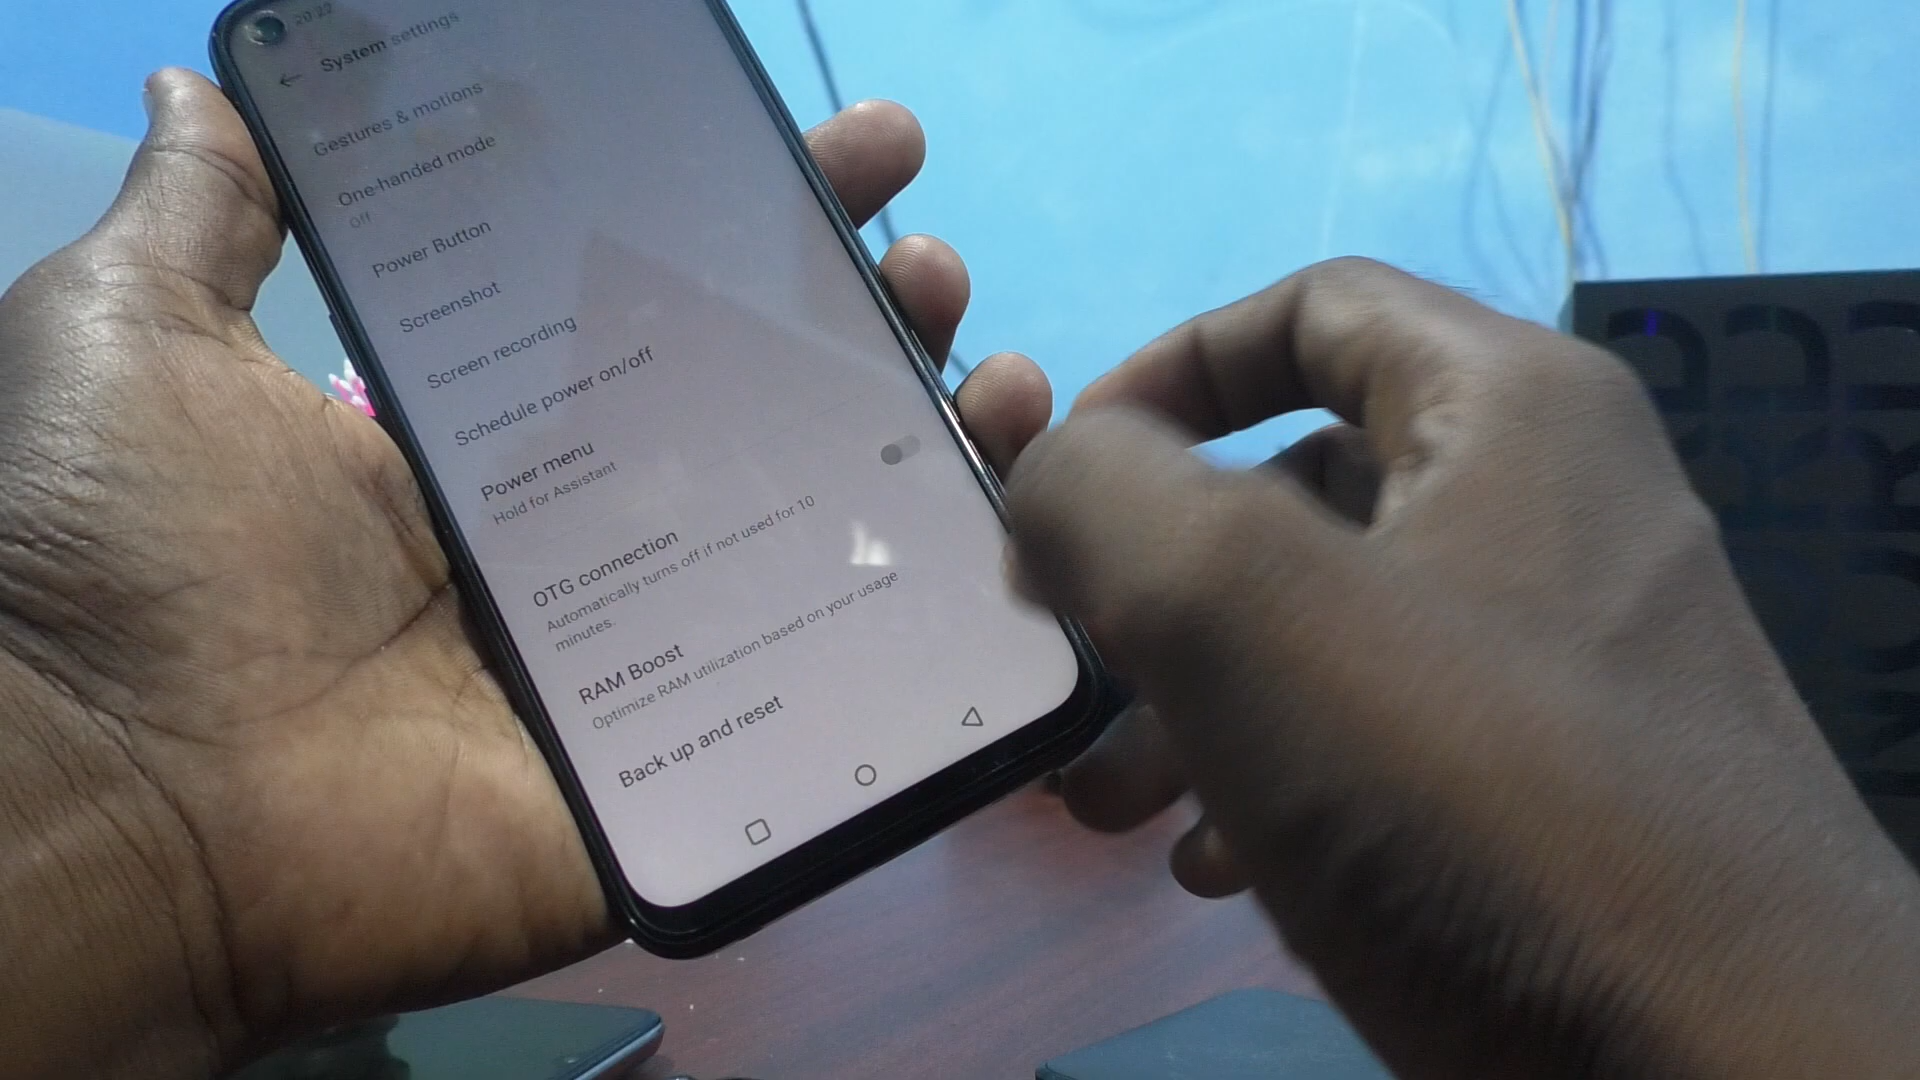 20:22
System settings
Gestures & motions
One-handed mode
Off
Power Button
Screenshot
Screen recording
Schedule power on/off
Power menu
Hold for Assistant
OTG connection
Automatically turns off if not used for 10
minutes.
RAM Boost
Optimize RAM utilization based on your usage
Back up and reset